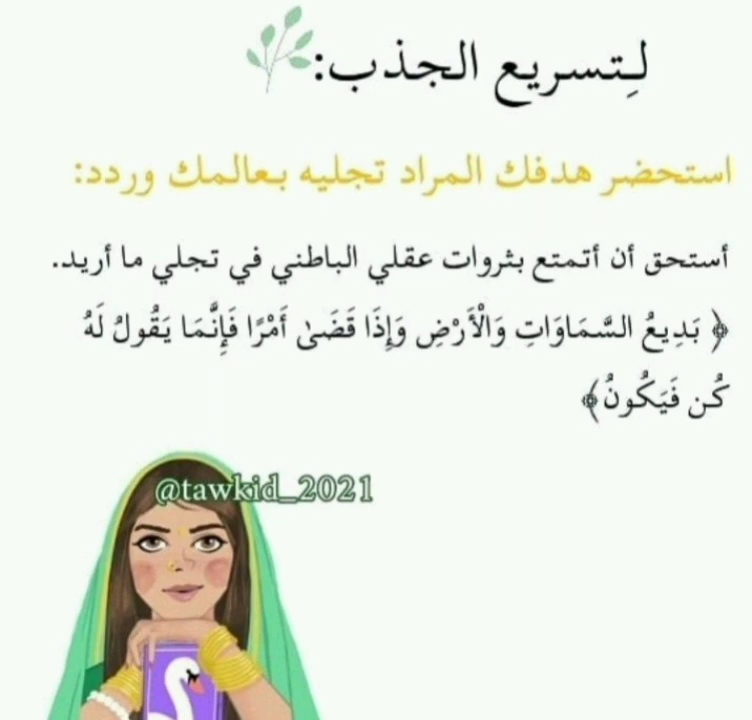 لِتسريع الجذب:
استحضر هدفك المراد تجليه بعالمك وردد:
أستحق أن أتمتع بثروات عقلي الباطني في تجلي ما أريد.
﴿ بَدِيعُ السَّمَاوَاتِ وَالْأَرْضِ وَإِذَا قَضَىٰ أَمْرًا فَإِنَّمَا يَقُولُ لَهُ
كُن فَيَكُونُ﴾
@tawkid_2021